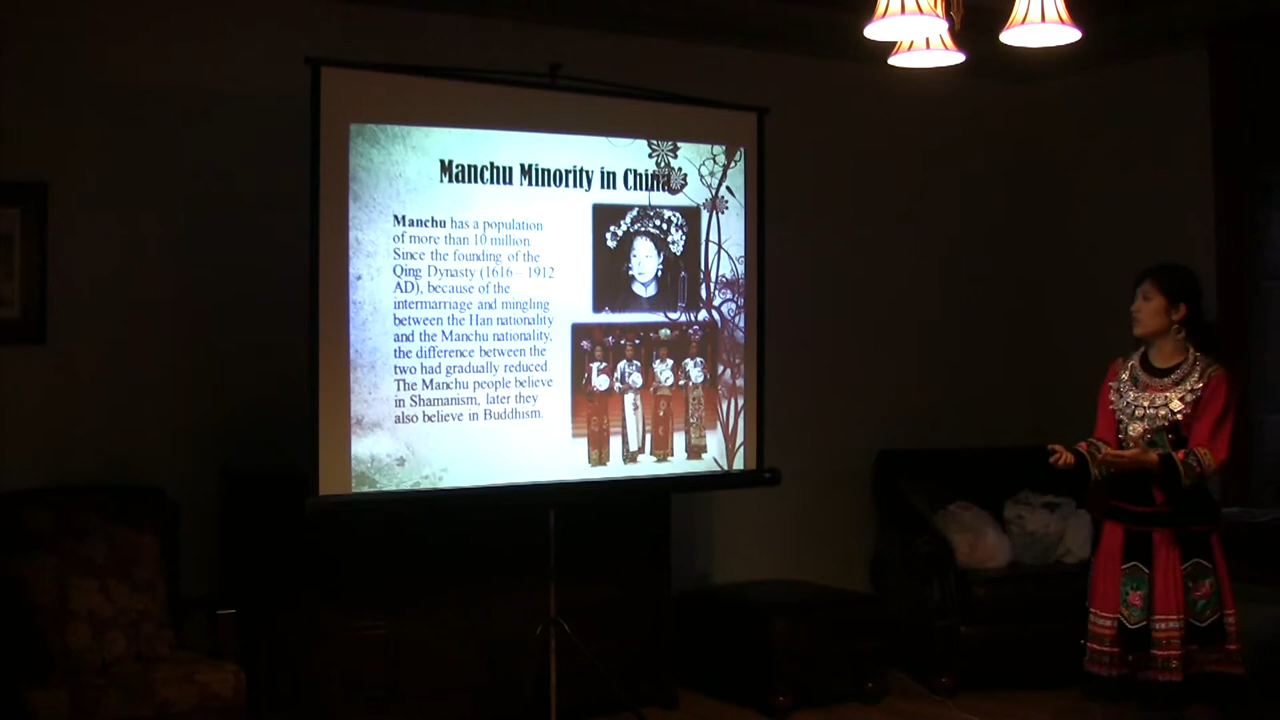 Manchu Minority in China
Manchu has a population
of more than 10 million
Since the founding of the
Qing Dynasty (1616 - 1912
AD), because of the
intermarriage and mingling
between the Han nationality
and the Manchu nationality,
the difference between the
two had gradually reduced.
The Manchu people believe
in Shamanism, later they
also believe in Buddhism.